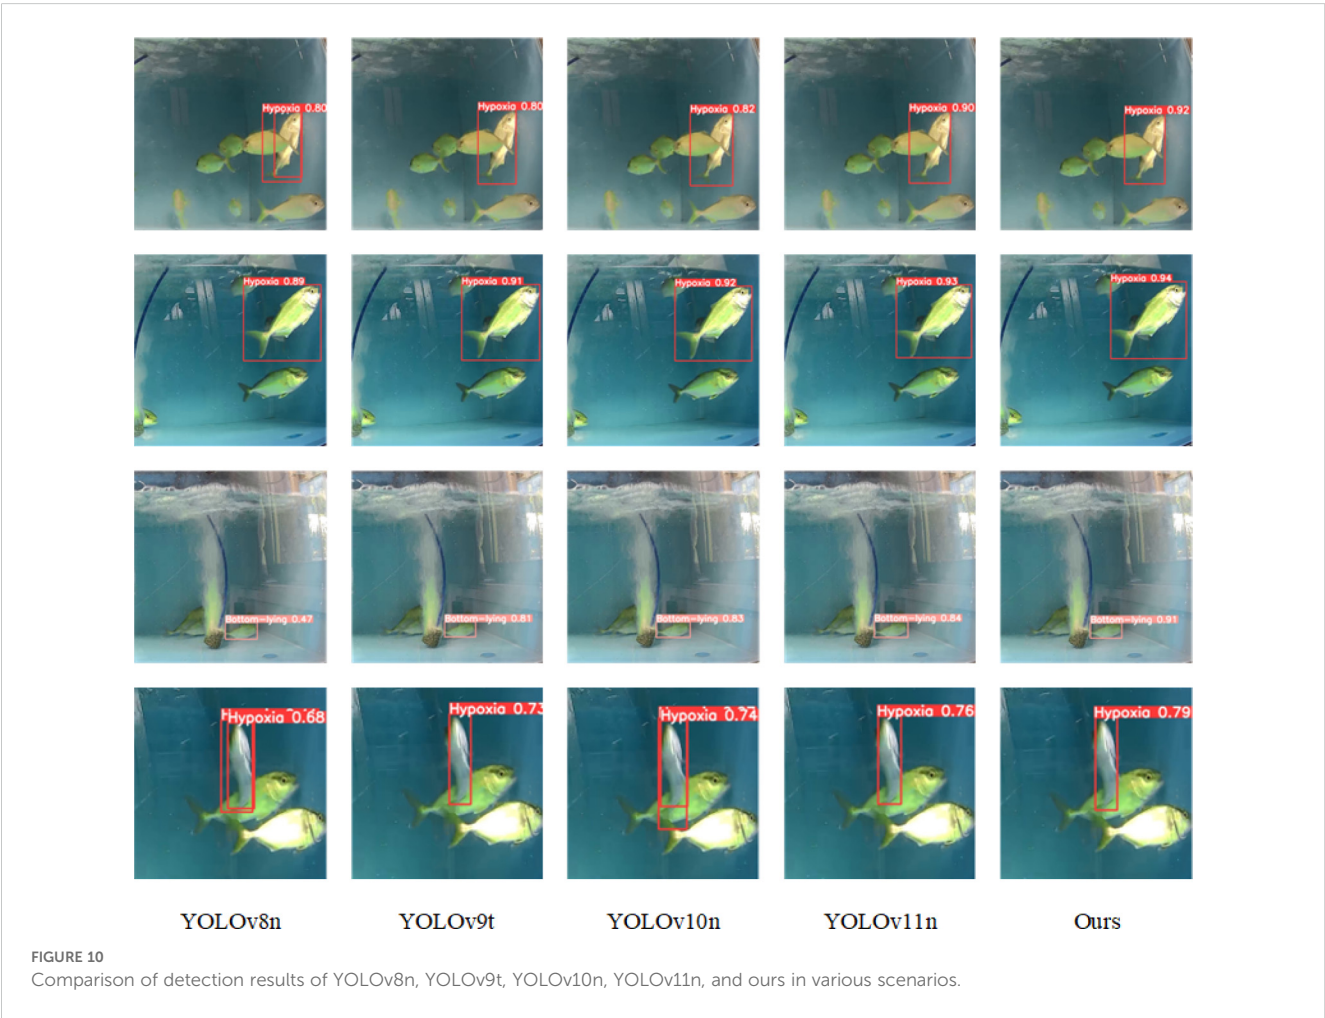 Hypoxia 0.80
Hypoxia 0.80
Hypoxia 0.82
Hypoxia 0.90
Hypoxia 0.92
Hypoxia 0.89
Hypoxia 0.91
Hypoxia 0.92
Hypoxia 0.93
Hypoxia 0.94
Bottom-lying 0.47
Bottom-lying 0.81
Bottom-lying 0.83
Bottom-lying 0.84
Bottom-lying 0.91
Hypoxia 0.68
Hypoxia 0.73
Hypoxia 0.74
Hypoxia 0.76
Hypoxia 0.79
YOLOv8n
YOLOv9t
YOLOv10n
YOLOv11n
Ours
FIGURE 10
Comparison of detection results of YOLOv8n, YOLOv9t, YOLOv10n, YOLOv11n, and ours in various scenarios.